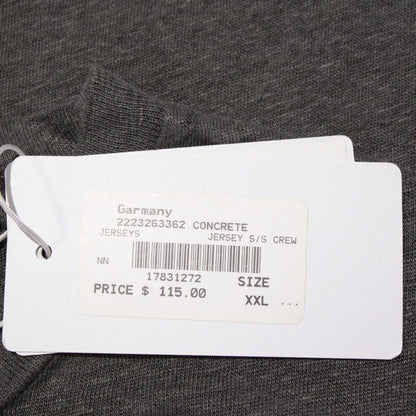 Garmany
2223263362 CONCRETE
JERSEYS JERSEY S/S CREW
NN
17831272
SIZE
PRICE $ 115.00
XXL ...